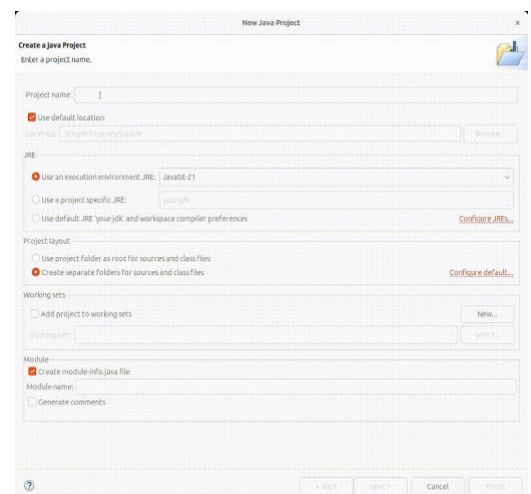 New Java Project
Create a Java Project
Enter a project name.
Project name:
Use default location
Location:
Browse...
JRE
Use an execution environment JRE: JavaSE-21
Use a project specific JRE: your-jdk
Use default JRE 'your-jdk' and workspace compiler preferences Configure JREs...
Project layout
Use project folder as root for sources and class files
Create separate folders for sources and class files Configure default...
Working sets
Add project to working sets New...
Working sets: Select...
Module
Create module-info.java file
Module name:
Generate comments
< Back Next > Cancel Finish